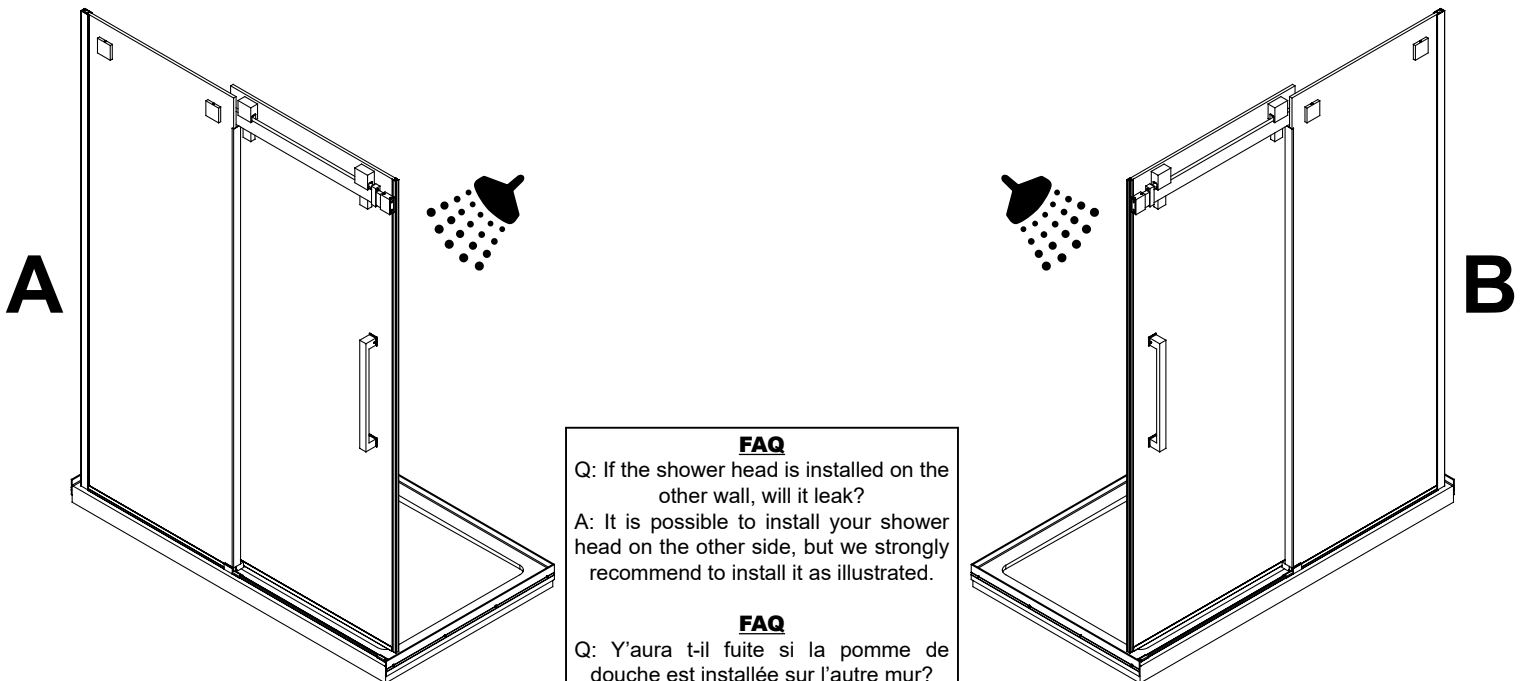 A
B
FAQ
Q: If the shower head is installed on the
other wall, will it leak?
A: It is possible to install your shower
head on the other side, but we strongly
recommend to install it as illustrated.
FAQ
Q: Y'aura t-il fuite si la pomme de
douche est installée sur l'autre mur?